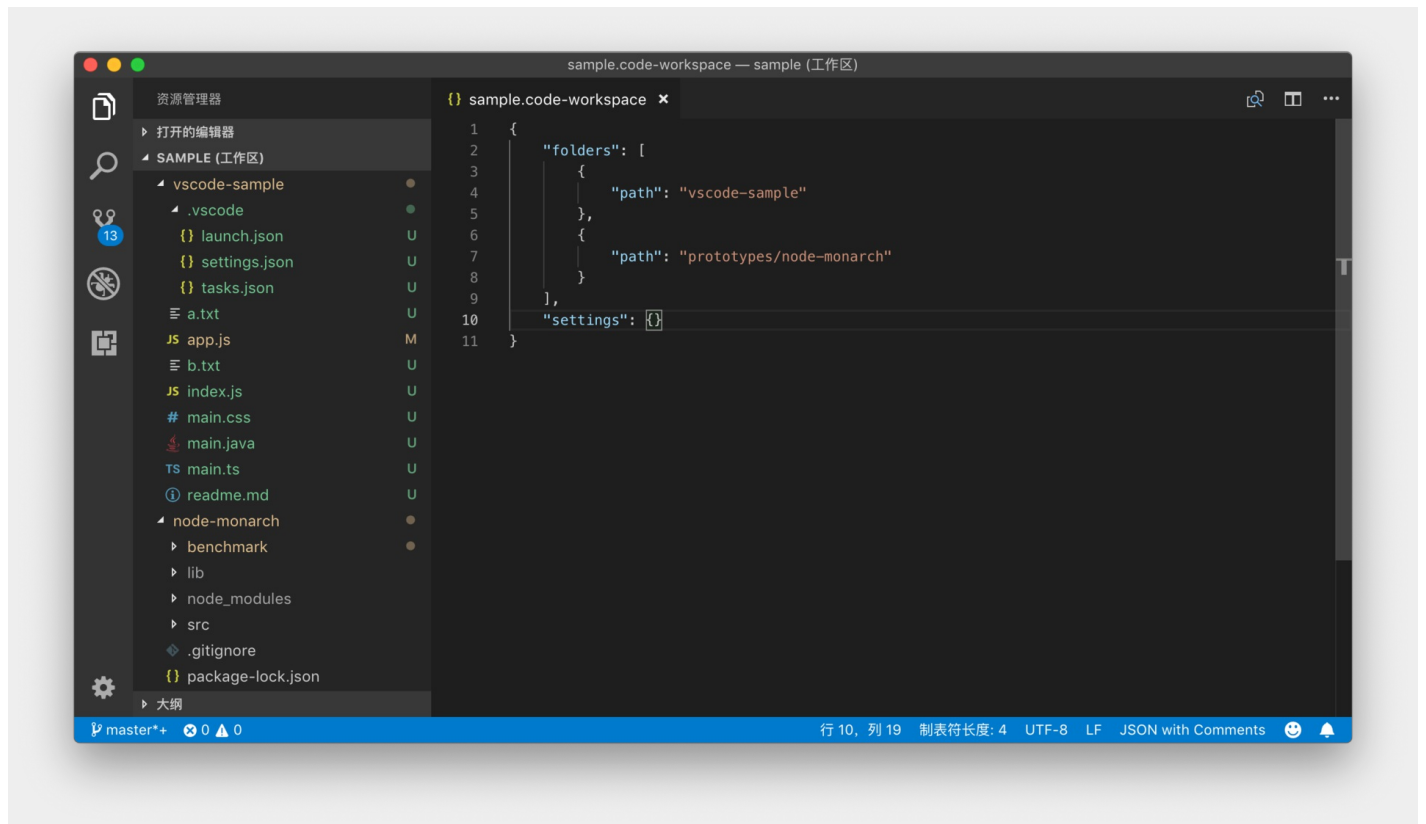 sample.code-workspace — sample (工作区)
资源管理器
打开的编辑器
SAMPLE (工作区)
vscode-sample
.vscode
{} launch.json U
{} settings.json U
{} tasks.json U
a.txt U
JS app.js M
b.txt U
JS index.js U
# main.css U
main.java U
TS main.ts U
readme.md U
node-monarch
benchmark
lib
node_modules
src
.gitignore
{} package-lock.json
大纲
13
{} sample.code-workspace ×
1 {
2 "folders": [
3 {
4 "path": "vscode-sample"
5 },
6 {
7 "path": "prototypes/node-monarch"
8 }
9 ],
10 "settings": {}
11 }
master*+ 0 0 行 10，列 19 制表符长度: 4 UTF-8 LF JSON with Comments